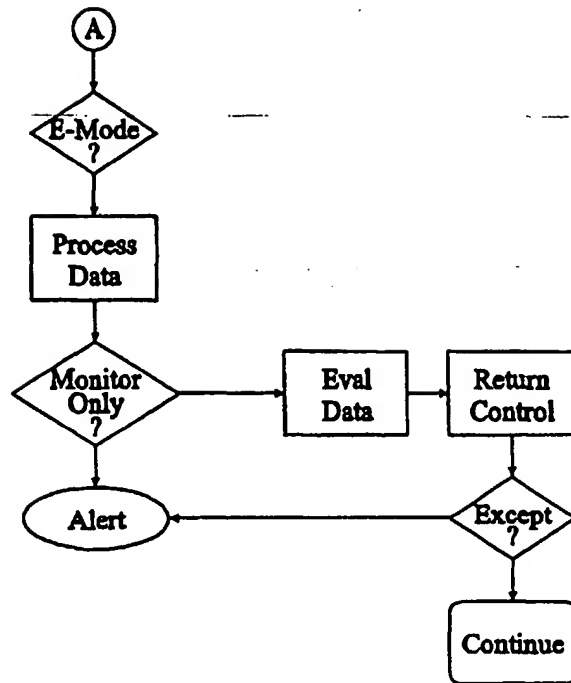 A
E-Mode
?
Process
Data
Monitor
Only
?
Eval
Data
Return
Control
Alert
Except
?
Continue